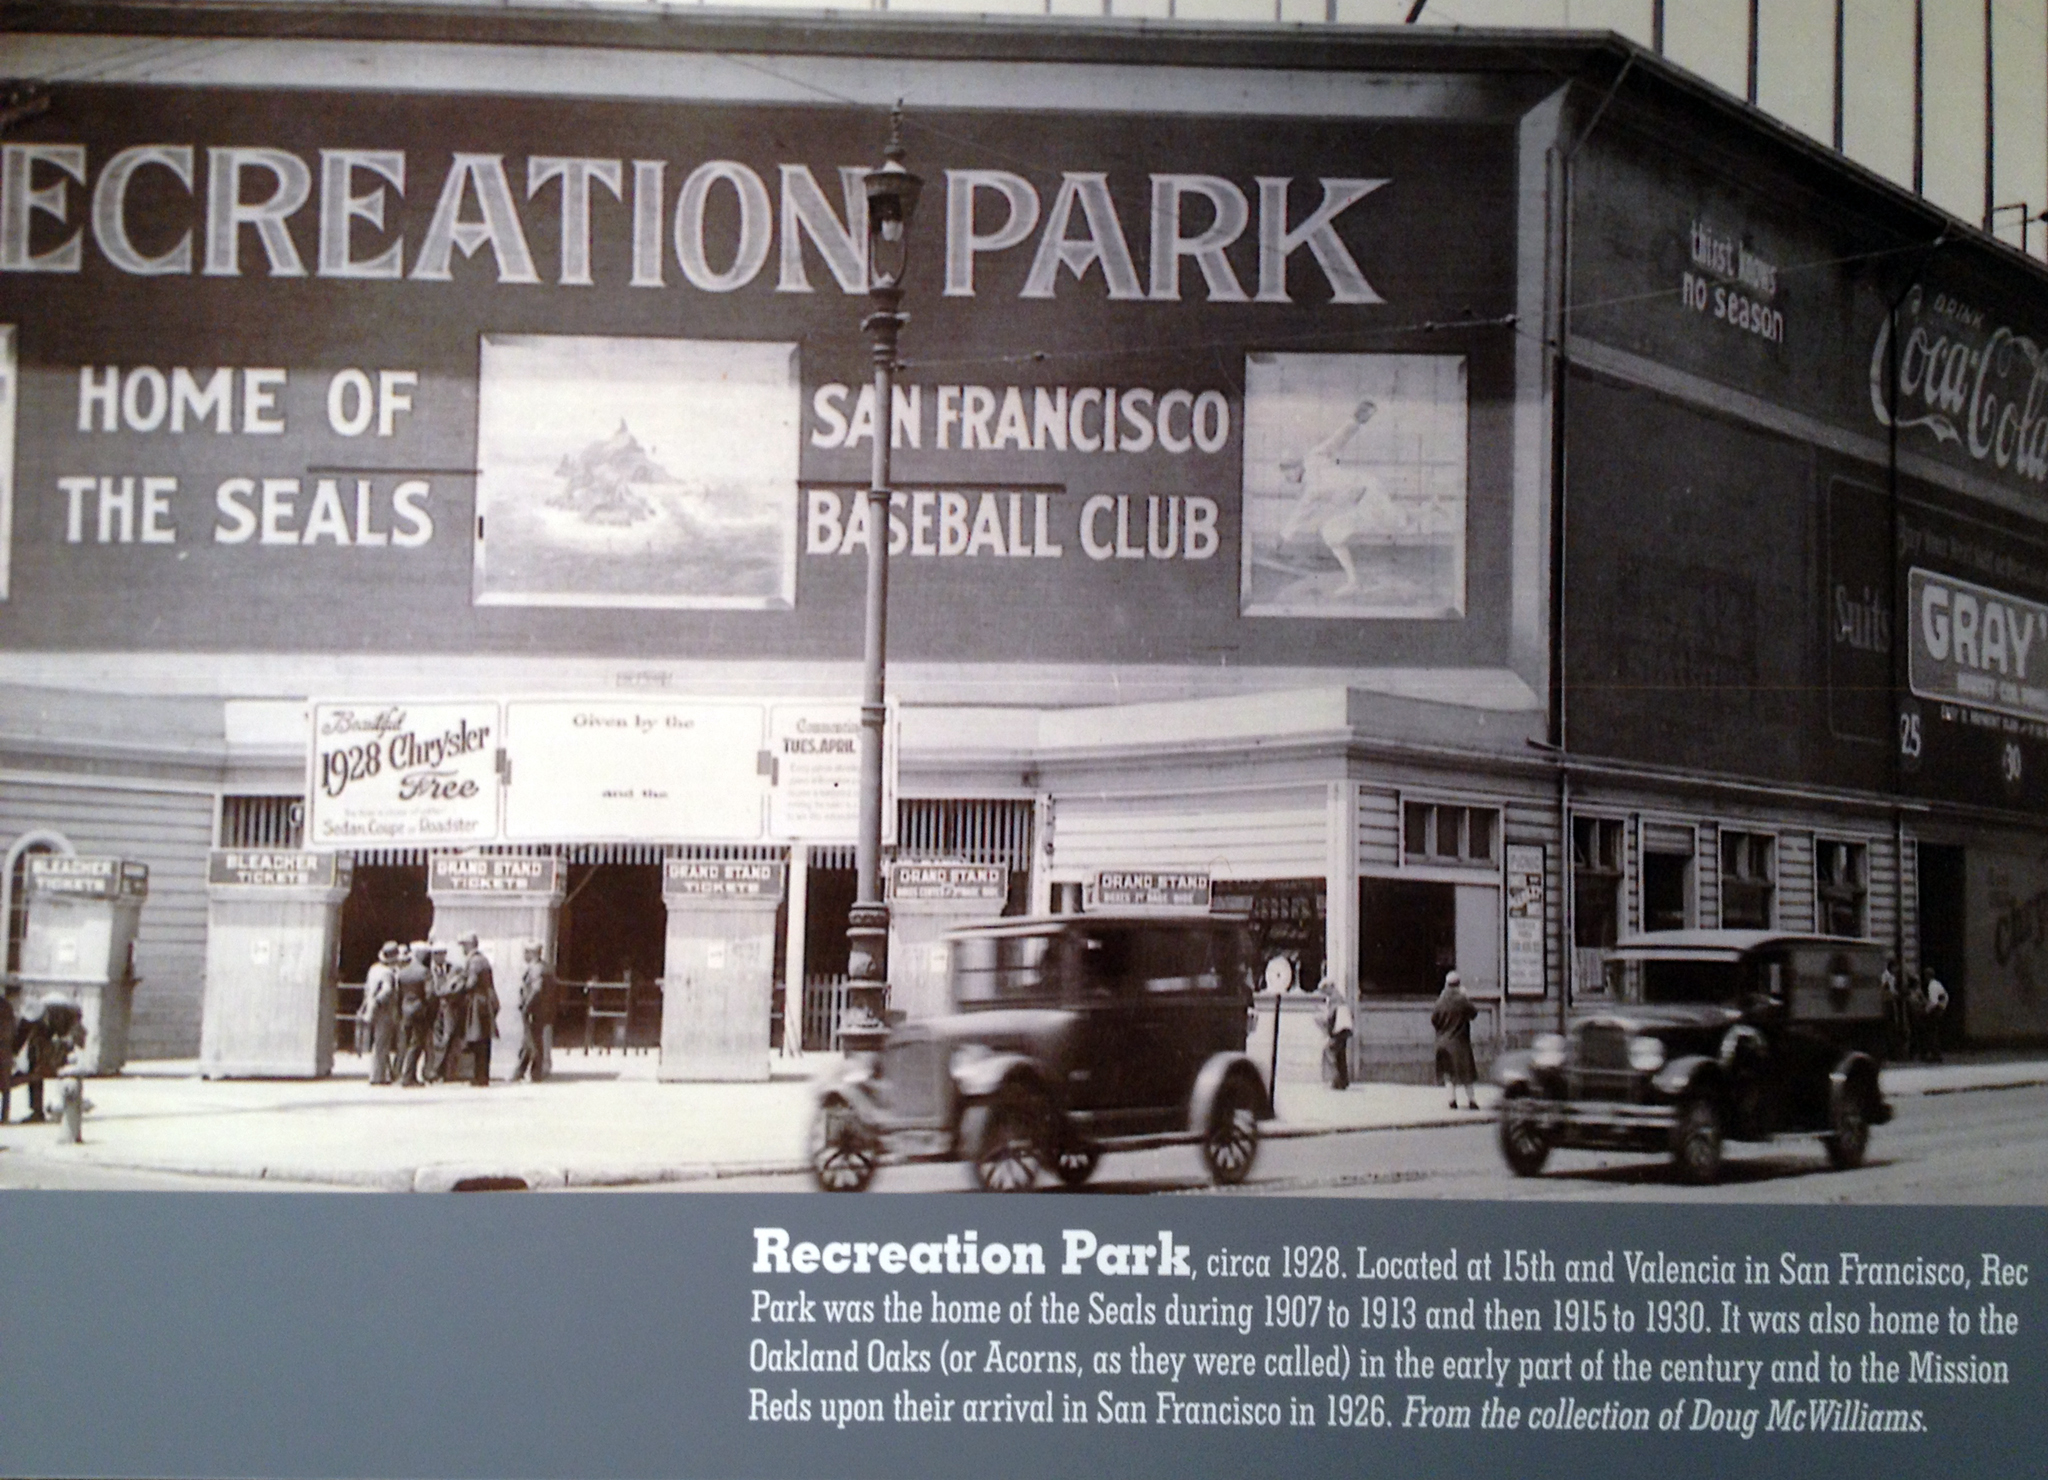 ECREATION PARK
HOME OF
THE SEALS
SAN FRANCISCO
BASEBALL CLUB
thirst knows
no season
DRINK
Coca-Cola
Suits
GRAY'
25
30
Beautiful
1928 Chrysler
Free
Sedan, Coupe or Roadster
Given by the
and the
Commencing
TUES. APRIL
BLEACHER
TICKETS
BLEACHER
TICKETS
GRAND STAND
TICKETS
GRAND STAND
TICKETS
GRAND STAND
GRAND STAND
Recreation Park, circa 1928. Located at 15th and Valencia in San Francisco, Rec
Park was the home of the Seals during 1907 to 1913 and then 1915 to 1930. It was also home to the
Oakland Oaks (or Acorns, as they were called) in the early part of the century and to the Mission
Reds upon their arrival in San Francisco in 1926. From the collection of Doug McWilliams.